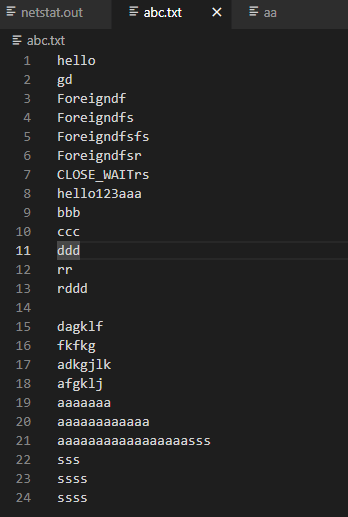 netstat.out abc.txt aa
abc.txt
1 hello
2 gd
3 Foreigndf
4 Foreigndfs
5 Foreigndfsfs
6 Foreigndfsr
7 CLOSE_WAITrs
8 hello123aaa
9 bbb
10 ccc
11 ddd
12 rr
13 rddd
14
15 dagklf
16 fkfkg
17 adkgjlk
18 afgklj
19 aaaaaaa
20 aaaaaaaaaaaa
21 aaaaaaaaaaaaaaaaasss
22 sss
23 ssss
24 ssss